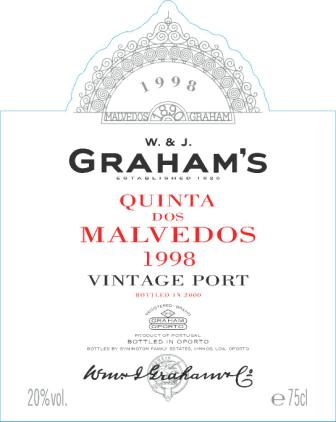 1998
MALVEDOS GRAHAM
W. & J.
GRAHAM'S
ESTABLISHED 1820
QUINTA
DOS
MALVEDOS
1998
VINTAGE PORT
BOTTLED IN 2000
REGISTERED BRAND
GRAHAM
OPORTO
PRODUCT OF PORTUGAL
BOTTLED IN OPORTO
BOTTLED BY SYMINGTON FAMILY ESTATES, VINHOS, LDA, OPORTO
Wm & J Graham & Co
20%vol.
e 75cl